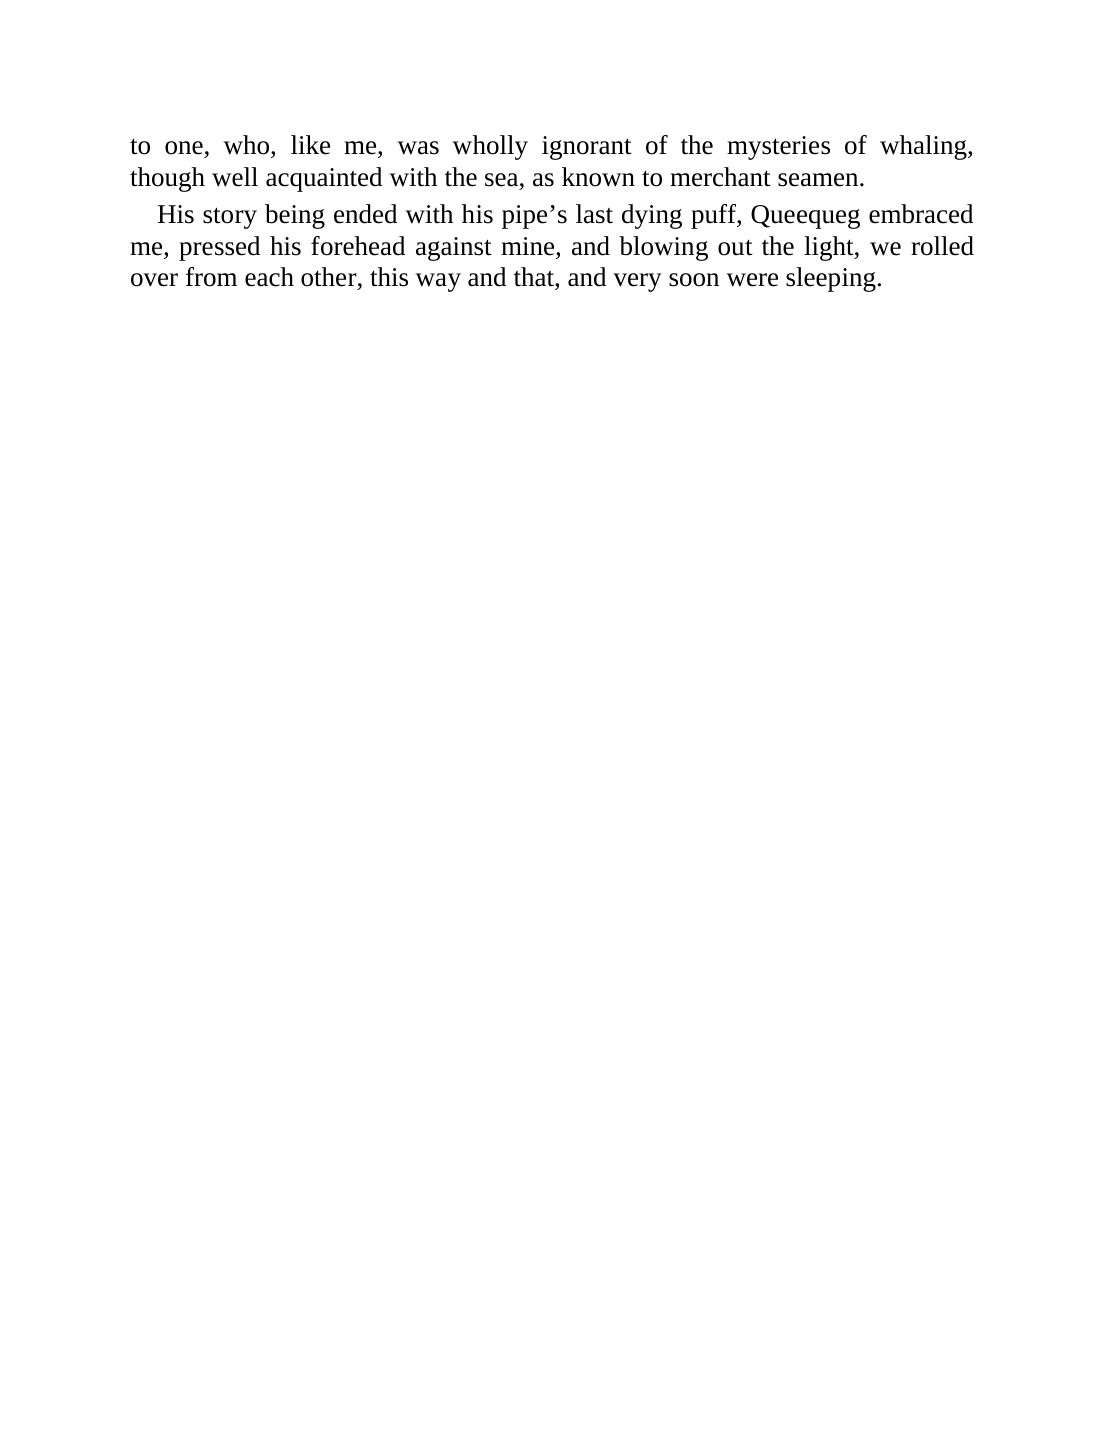 to one, who, like me, was wholly ignorant of the mysteries of whaling,
though well acquainted with the sea, as known to merchant seamen.
His story being ended with his pipe’s last dying puff, Queequeg embraced
me, pressed his forehead against mine, and blowing out the light, we rolled
over from each other, this way and that, and very soon were sleeping.